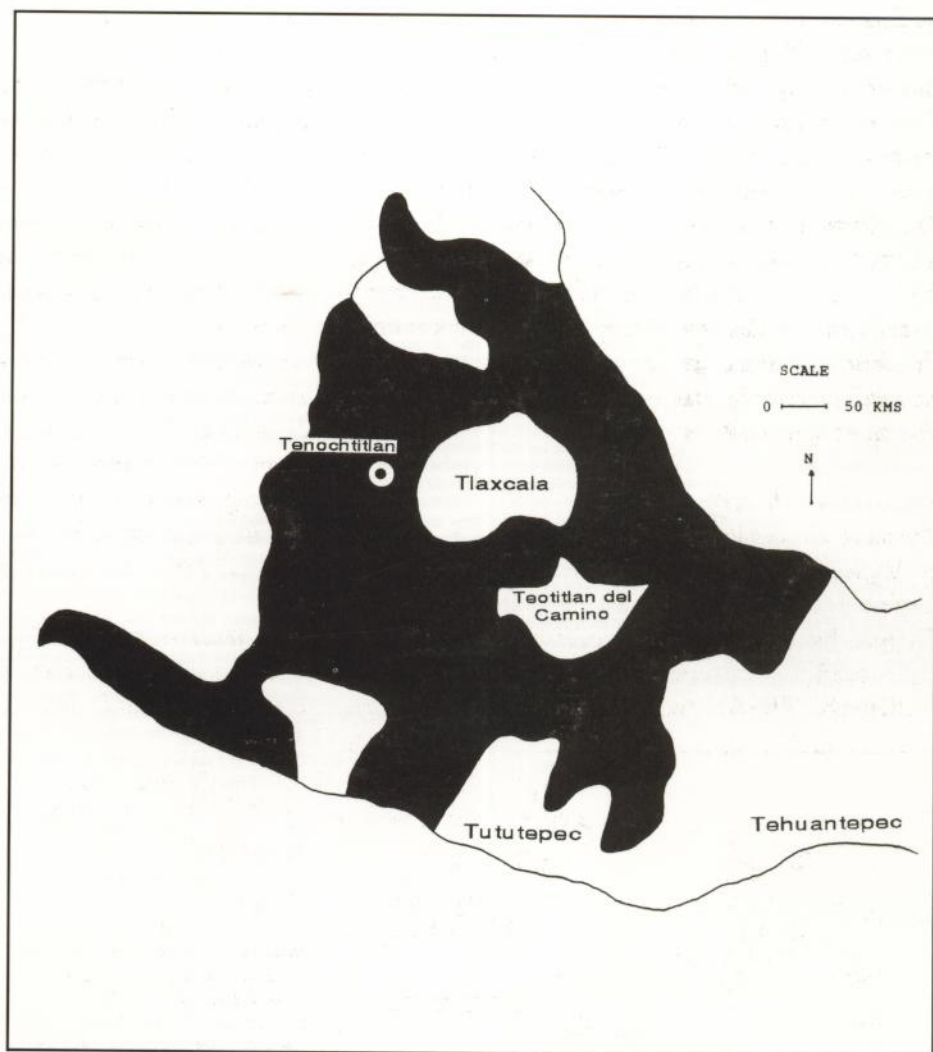 SCALE
0 50 KMS
N
Tenochtitlan
Tlaxcala
Teotitlan del
Camino
Tututepec
Tehuantepec